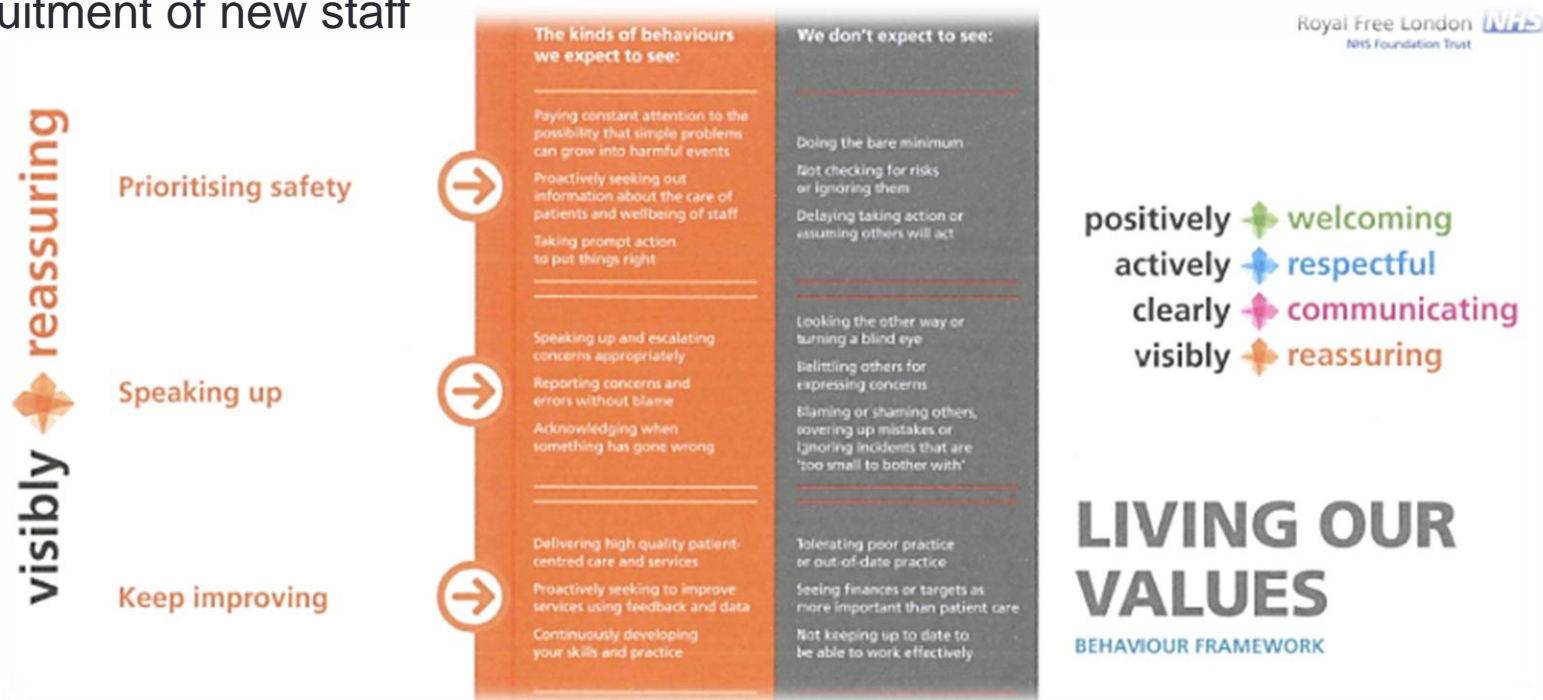 uitment of new staff
Royal Free London NHS
NHS Foundation Trust
visibly reassuring
The kinds of behaviours
we expect to see:
We don't expect to see:
Prioritising safety
Paying constant attention to the
possibility that simple problems
can grow into harmful events
Proactively seeking out
information about the care of
patients and wellbeing of staff
Taking prompt action
to put things right
Doing the bare minimum
Not checking for risks
or ignoring them
Delaying taking action or
assuming others will act
Speaking up
Speaking up and escalating
concerns appropriately
Reporting concerns and
errors without blame
Acknowledging when
something has gone wrong
Looking the other way or
turning a blind eye
Belittling others for
expressing concerns
Blaming or shaming others,
covering up mistakes or
ignoring incidents that are
'too small to bother with'
Keep improving
Delivering high quality patient-
centred care and services
Proactively seeking to improve
services using feedback and data
Continuously developing
your skills and practice
Tolerating poor practice
or out-of-date practice
Seeing finances or targets as
more important than patient care
Not keeping up to date to
be able to work effectively
positively welcoming
actively respectful
clearly communicating
visibly reassuring
LIVING OUR
VALUES
BEHAVIOUR FRAMEWORK